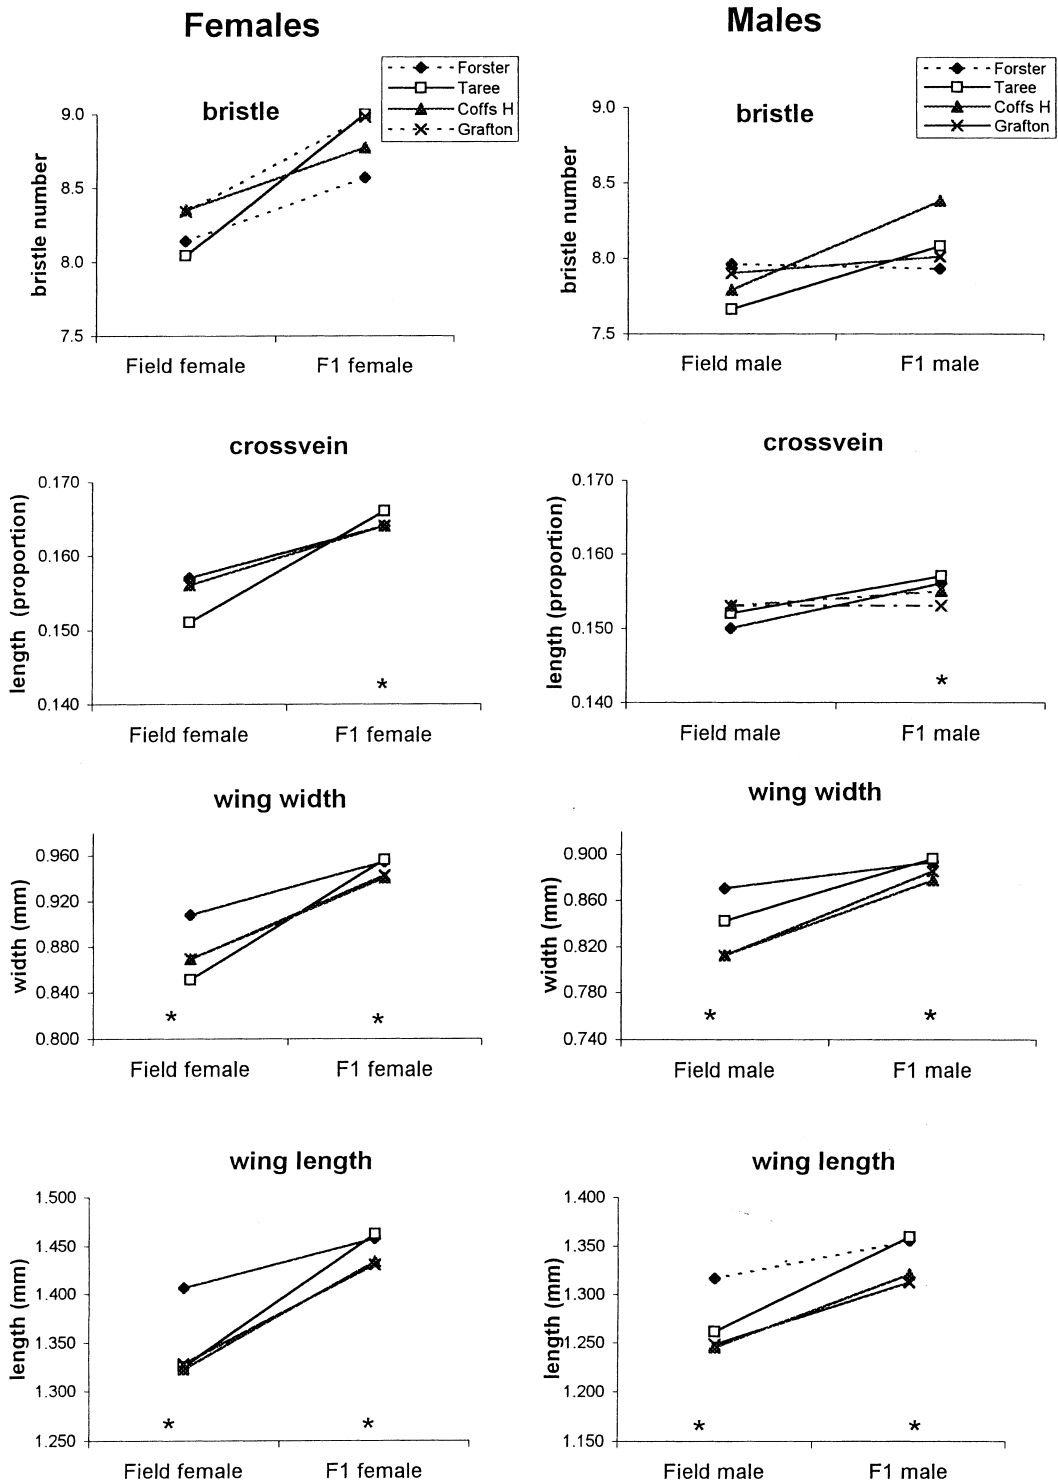 Females
Males
Forster
Taree
Coffs H
Grafton
bristle
9.0
8.5
8.0
7.5
bristle number
Field female
F1 female
Forster
Taree
Coffs H
Grafton
bristle
9.0
8.5
8.0
7.5
bristle number
Field male
F1 male
crossvein
0.170
0.160
0.150
0.140
length (proportion)
*
Field female
F1 female
crossvein
0.170
0.160
0.150
0.140
length (proportion)
*
Field male
F1 male
wing width
0.960
0.920
0.880
0.840
0.800
width (mm)
* *
Field female
F1 female
wing width
0.900
0.860
0.820
0.780
0.740
width (mm)
* *
Field male
F1 male
wing length
1.500
1.450
1.400
1.350
1.300
1.250
length (mm)
* *
Field female
F1 female
wing length
1.400
1.350
1.300
1.250
1.200
1.150
length (mm)
* *
Field male
F1 male